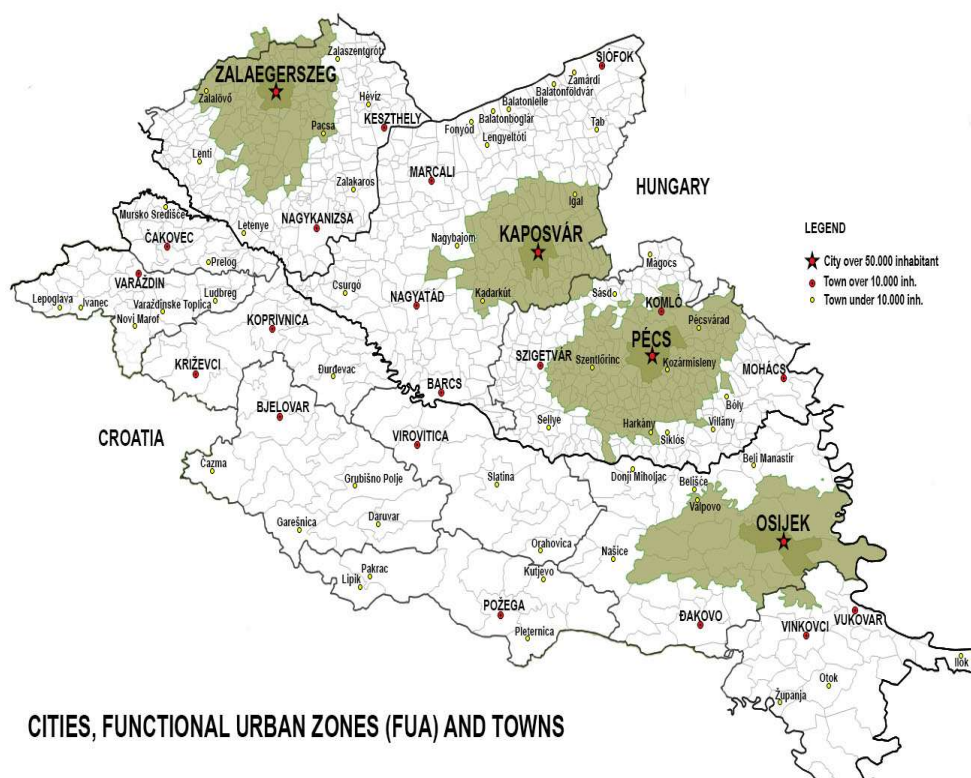 SIÓFOK
Zalaszentgrót
Zamárdi
ZALAEGERSZEG
Balatonföldvár
Zalalövő
Hévíz
Balatonlelle
KESZTHELY
Balatonboglár
Fonyód
Tab
Pacsa
Lengyeltóti
Lenti
MARCALI
HUNGARY
Zalakaros
Igal
Mursko Središće
Letenye
NAGYKANIZSA
LEGEND
KAPOSVÁR
ČAKOVEC
Nagybajom
City over 50.000 inhabitant
Prelog
Mágocs
VARAŽDIN
Town over 10.000 inh.
Csurgó
Sásd
Lepoglava
Ivanec
Ludbreg
Varaždinske Toplica
NAGYATÁD
Kadarkút
KOMLÓ
Town under 10.000 inh.
Novi Marof
KOPRIVNICA
Pécsvárad
PÉCS
SZIGETVÁR
Szentlőrinc
Kozármisleny
KRIŽEVCI
Đurđevac
MOHÁCS
BARCS
BJELOVAR
Bóly
CROATIA
VIROVITICA
Sellye
Harkány
Villány
Siklós
Čazma
Beli Manastir
Donji Miholjac
Grubišno Polje
Slatina
Belišće
Valpovo
Garešnica
Daruvar
OSIJEK
Orahovica
Našice
Pakrac
Lipik
Kutjevo
POŽEGA
ĐAKOVO
VUKOVAR
VINKOVCI
Pleternica
Ilok
Otok
Županja
CITIES, FUNCTIONAL URBAN ZONES (FUA) AND TOWNS